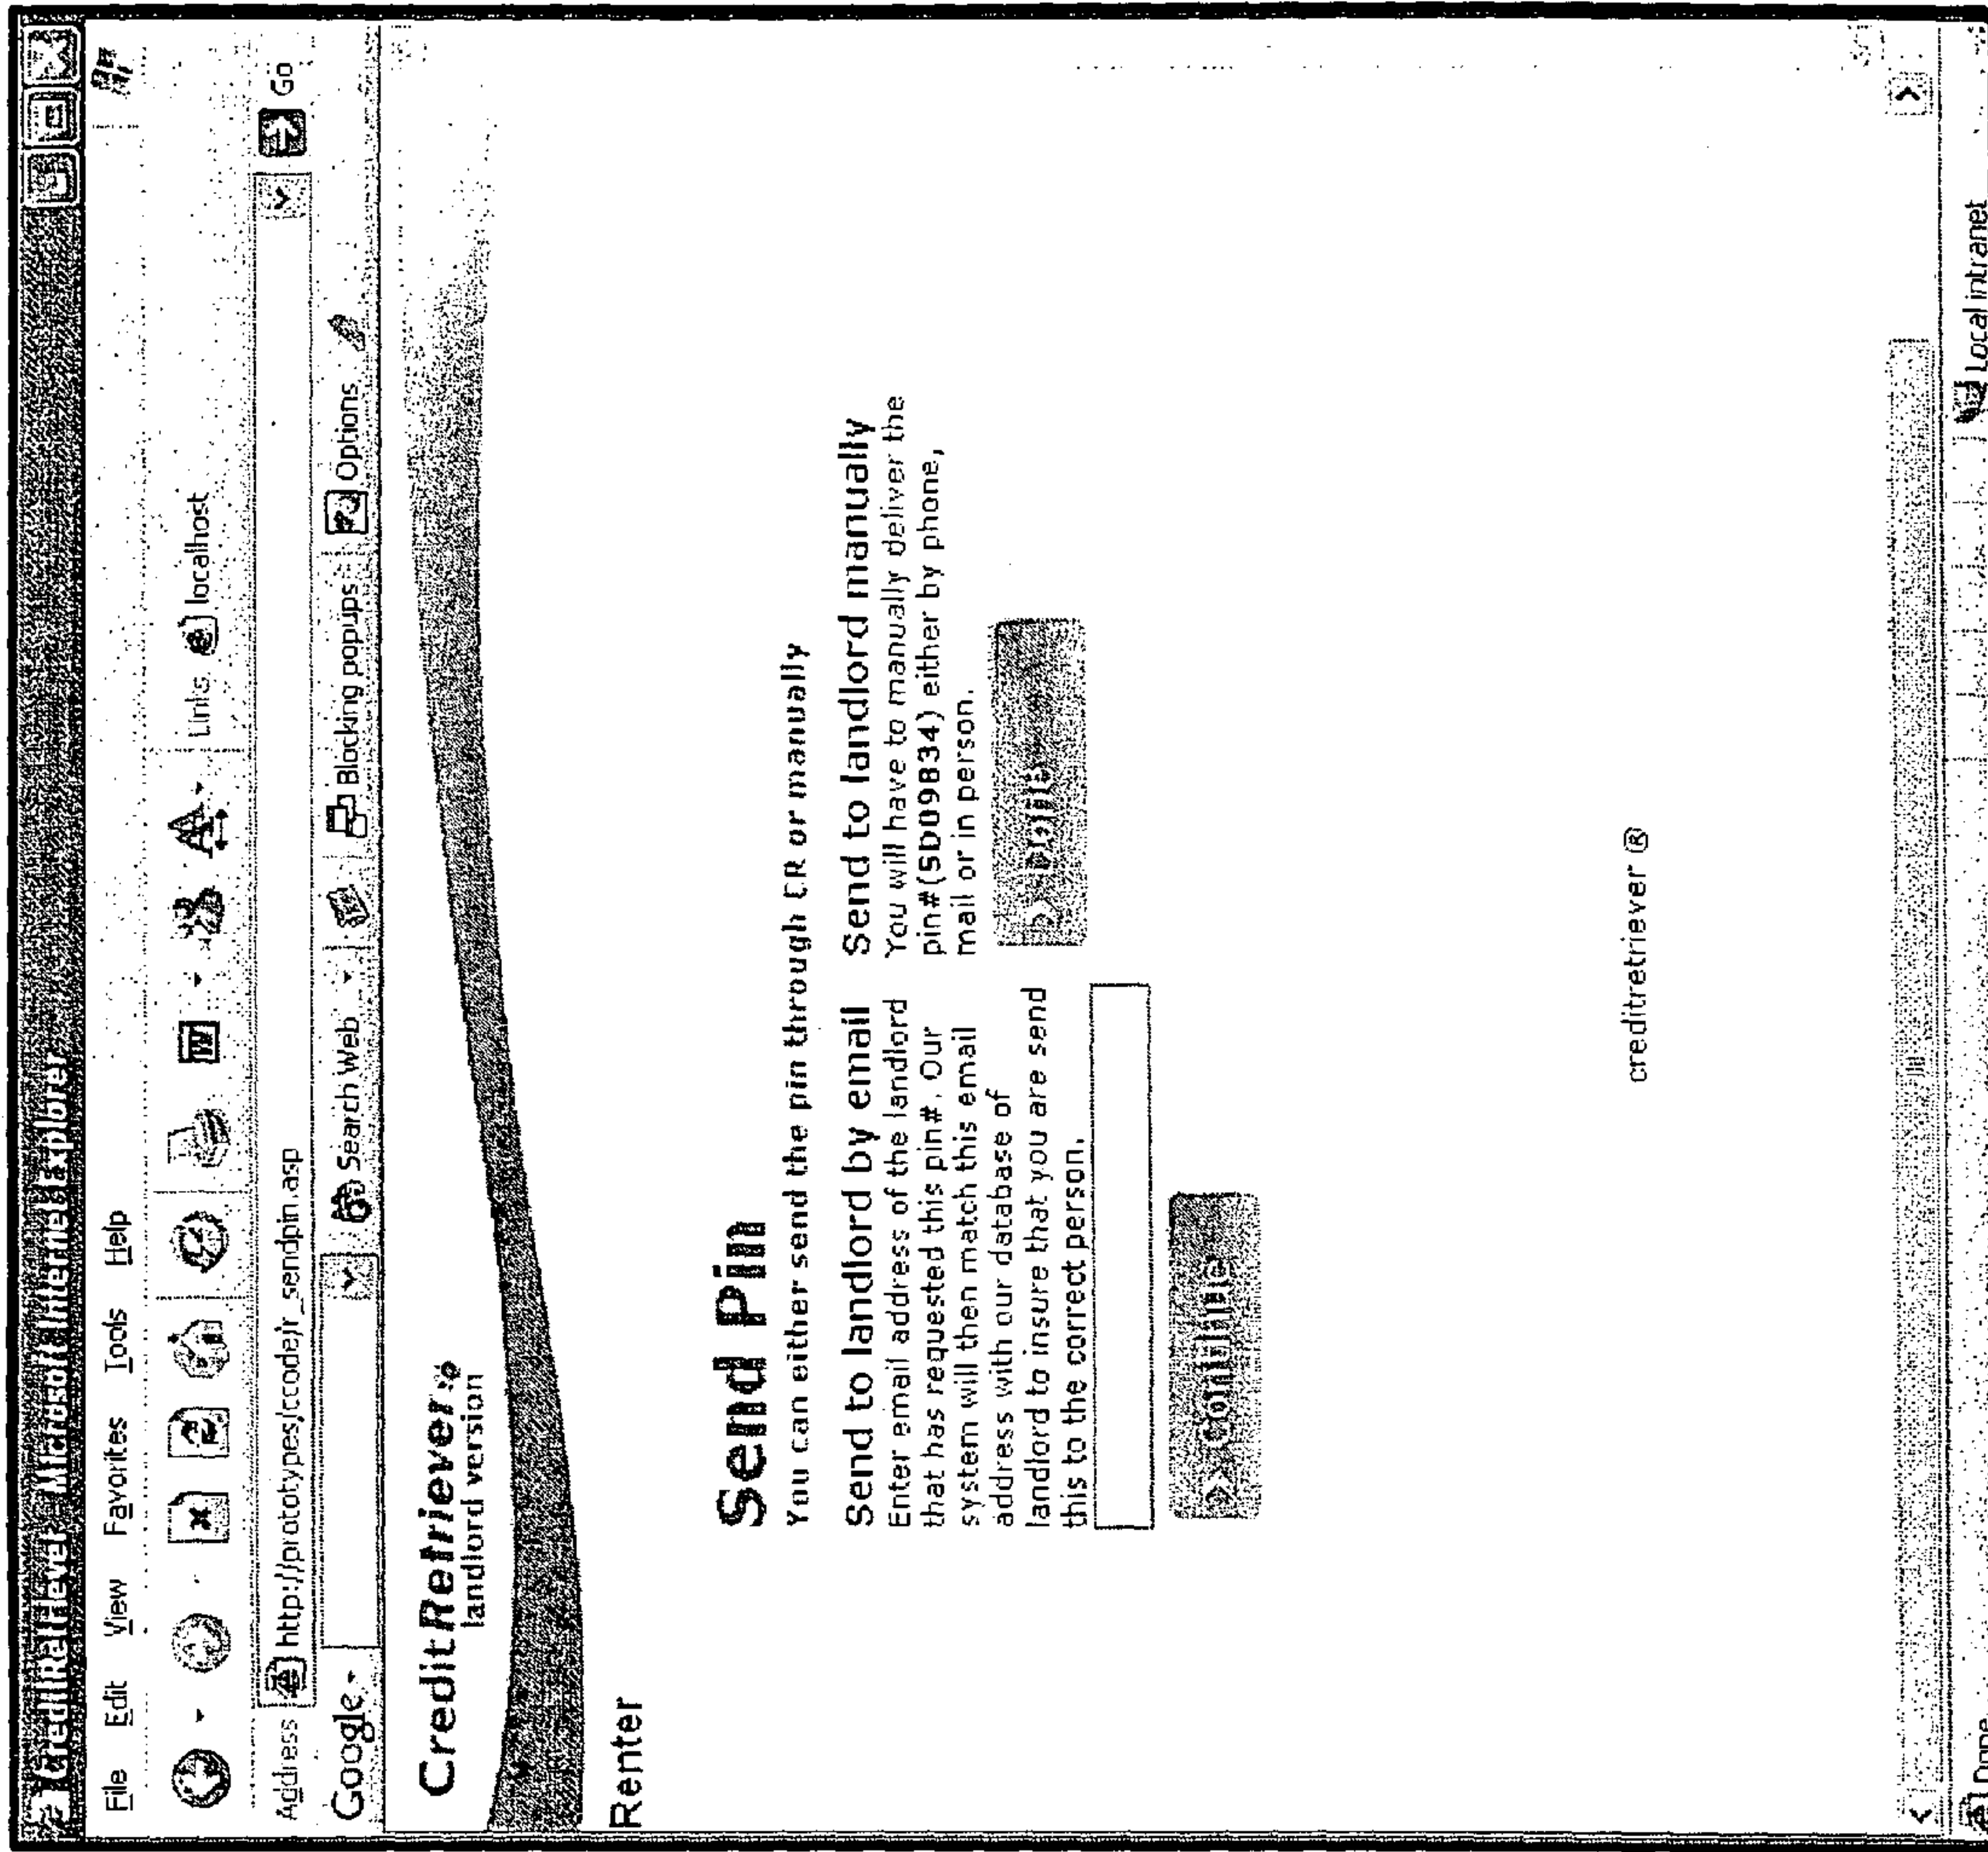 CreditRetriever - Microsoft Internet Explorer
File Edit View Favorites Tools Help
Links localhost
Address http://prototypes/ccode/r_sendpin.asp Go
Google Search Web Blocking popups Options
CreditRetriever
landlord version
Renter
Send Pin
You can either send the pin through CR or manually
Send to landlord by email
Enter email address of the landlord
that has requested this pin#. Our
system will then match this email
address with our database of
landlord to insure that you are send
this to the correct person.
>> Continue
Send to landlord manually
You will have to manually deliver the
pin#(5D09834) either by phone,
mail or in person.
creditretriever ®
Done Local intranet